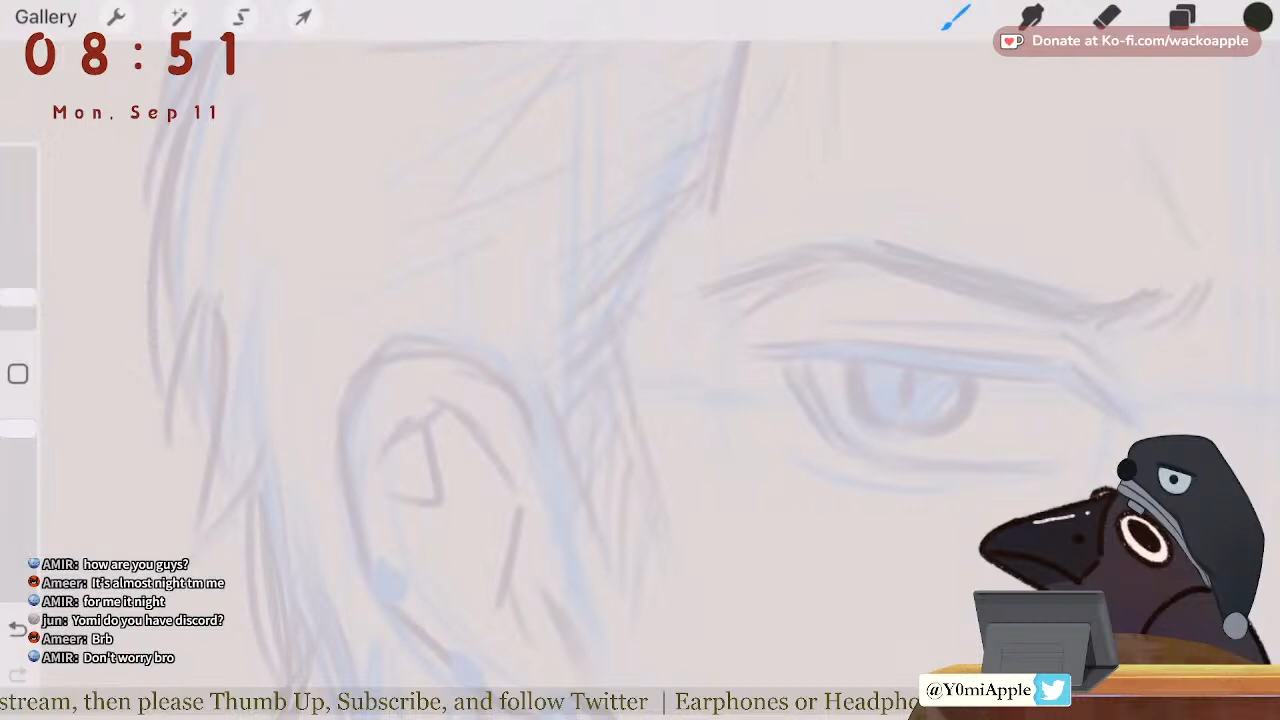 Gallery
08:51
Donate at Ko-fi.com/wackoapple
Mon, Sep 11
AMIR: how are you guys?
Ameer: It's almost night tm me
AMIR: for me it night
jun: Yomi do you have discord?
Ameer: Brb
AMIR: Don't worry bro
@Y0miApple
stream, then please Thumb Up, Subscribe, and follow Twitter | Earphones or Headpho